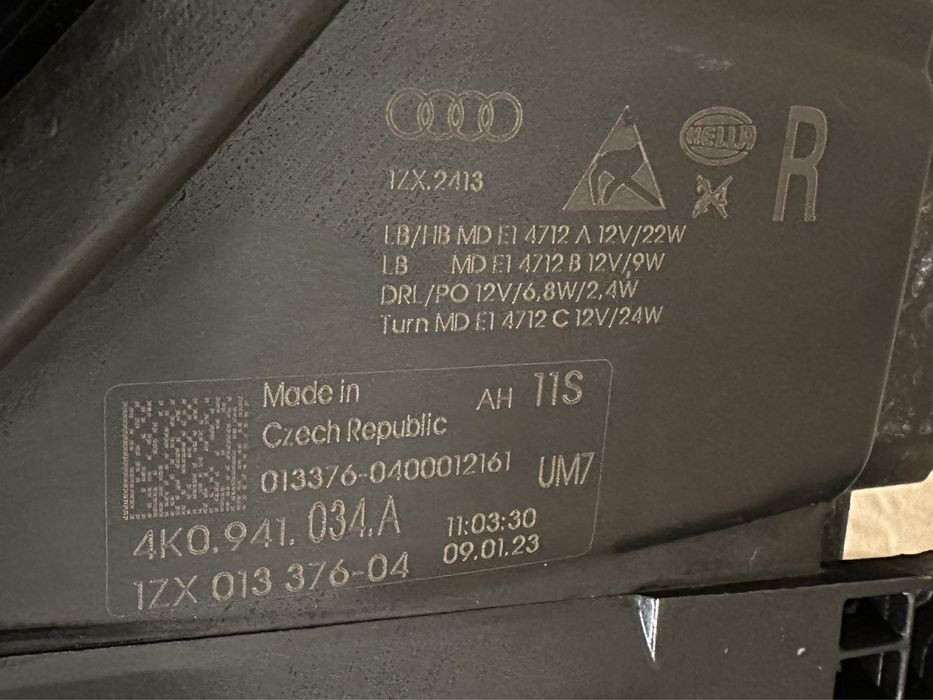 1ZX.2413
HELLA
R
LB/HB MD E1 4712 A 12V/22W
LB MD E1 4712 B 12V/9W
DRL/PO 12V/6,8W/2,4W
Turn MD E1 4712 C 12V/24W
Made in
Czech Republic
AH 11S
013376-0400012161
UM7
4K0.941.034.A
11:03:30
1ZX 013 376-04
09.01.23